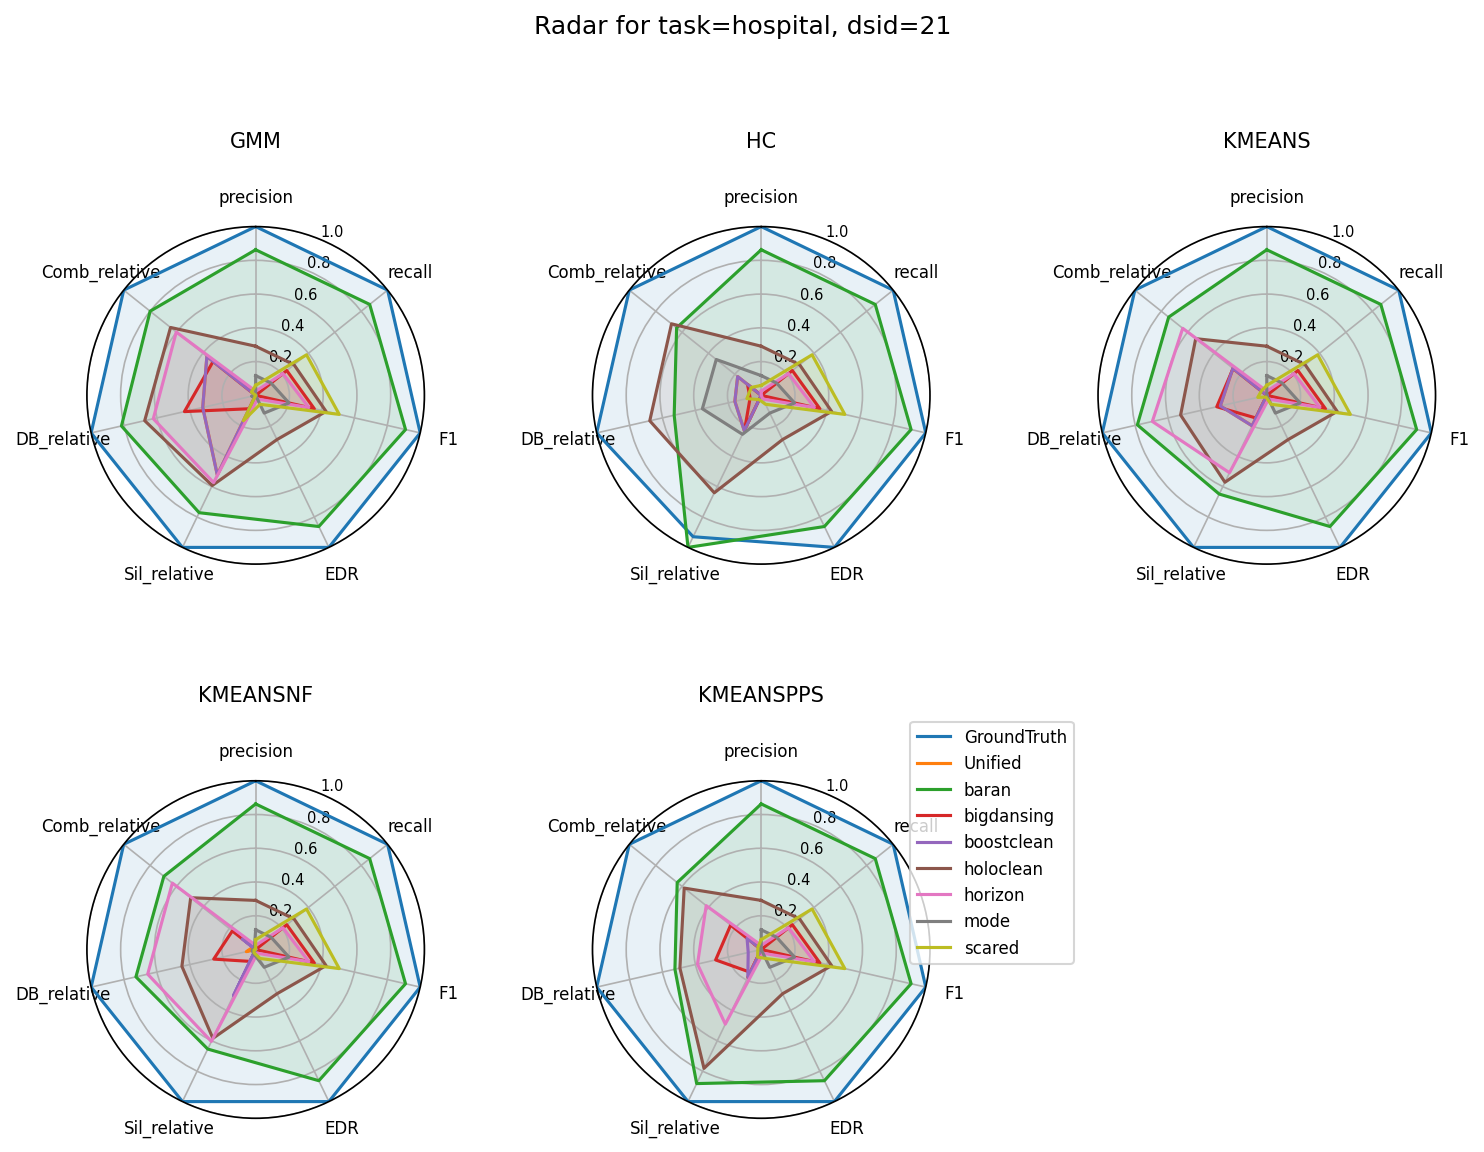 Radar for task=hospital, dsid=21
GMM
precision
recall
F1
EDR
Sil_relative
DB_relative
Comb_relative
0.2
0.4
0.6
0.8
1.0
HC
precision
recall
F1
EDR
Sil_relative
DB_relative
Comb_relative
0.2
0.4
0.6
0.8
1.0
KMEANS
precision
recall
F1
EDR
Sil_relative
DB_relative
Comb_relative
0.2
0.4
0.6
0.8
1.0
KMEANSNF
precision
recall
F1
EDR
Sil_relative
DB_relative
Comb_relative
0.2
0.4
0.6
0.8
1.0
KMEANSPPS
precision
recall
F1
EDR
Sil_relative
DB_relative
Comb_relative
0.2
0.4
0.6
0.8
1.0
GroundTruth
Unified
baran
bigdansing
boostclean
holoclean
horizon
mode
scared